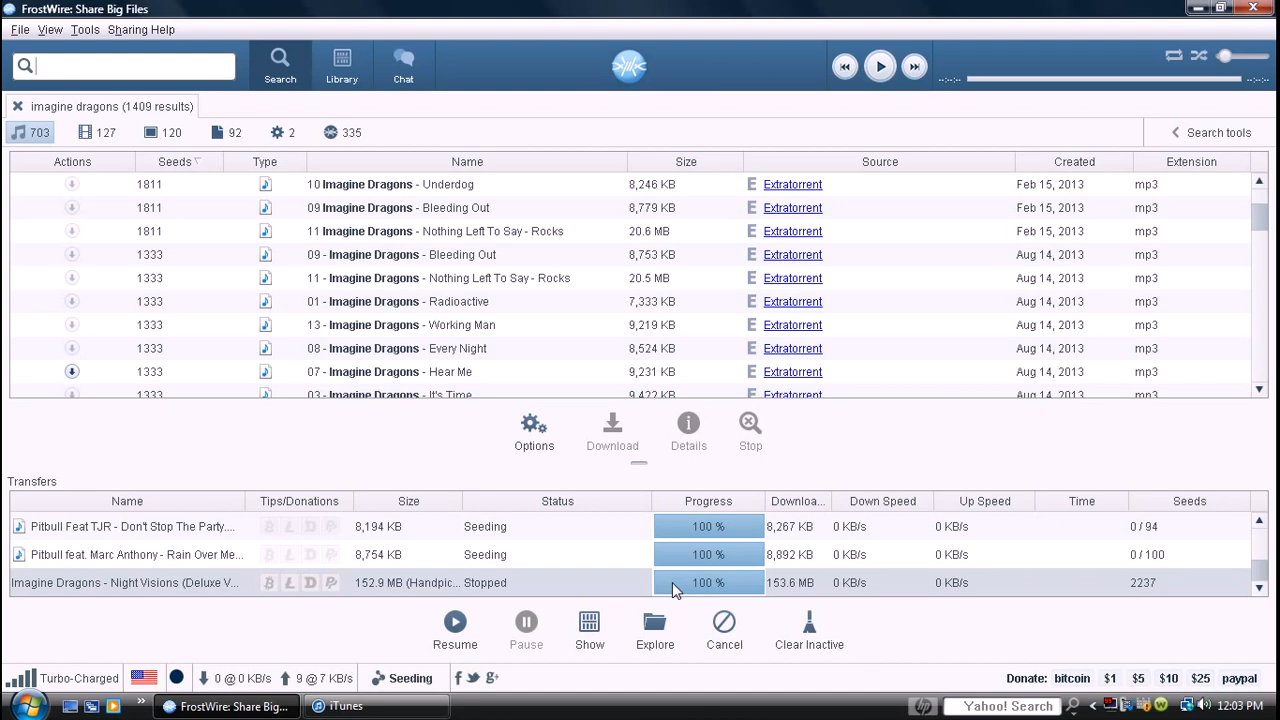 FrostWire: Share Big Files
File View Tools Sharing Help
Search Library Chat
--:-- --:--
imagine dragons (1409 results)
703 127 120 92 2 335 Search tools
Actions Seeds Type Name Size Source Created Extension
1811 10 Imagine Dragons - Underdog 8,246 KB Extratorrent Feb 15, 2013 mp3
1811 09 Imagine Dragons - Bleeding Out 8,779 KB Extratorrent Feb 15, 2013 mp3
1811 11 Imagine Dragons - Nothing Left To Say - Rocks 20.6 MB Extratorrent Feb 15, 2013 mp3
1333 09 - Imagine Dragons - Bleeding Out 8,753 KB Extratorrent Aug 14, 2013 mp3
1333 11 - Imagine Dragons - Nothing Left To Say - Rocks 20.5 MB Extratorrent Aug 14, 2013 mp3
1333 01 - Imagine Dragons - Radioactive 7,333 KB Extratorrent Aug 14, 2013 mp3
1333 13 - Imagine Dragons - Working Man 9,219 KB Extratorrent Aug 14, 2013 mp3
1333 08 - Imagine Dragons - Every Night 8,524 KB Extratorrent Aug 14, 2013 mp3
1333 07 - Imagine Dragons - Hear Me 9,231 KB Extratorrent Aug 14, 2013 mp3
1333 03 - Imagine Dragons - It's Time 9,422 KB Extratorrent Aug 14, 2013 mp3
Options Download Details Stop
Transfers
Name Tips/Donations Size Status Progress Downloa... Down Speed Up Speed Time Seeds
Pitbull Feat TJR - Don't Stop The Party.... 8,194 KB Seeding 100 % 8,267 KB 0 KB/s 0 KB/s 0 / 94
Pitbull feat. Marc Anthony - Rain Over Me... 8,754 KB Seeding 100 % 8,892 KB 0 KB/s 0 KB/s 0 / 100
Imagine Dragons - Night Visions (Deluxe V... 152.9 MB (Handpic... Stopped 100 % 153.6 MB 0 KB/s 0 KB/s 2237
Resume Pause Show Explore Cancel Clear Inactive
Turbo-Charged 0 @ 0 KB/s 9 @ 7 KB/s Seeding Donate: bitcoin $1 $5 $10 $25 paypal
FrostWire: Share Big... iTunes Yahoo! Search 12:03 PM